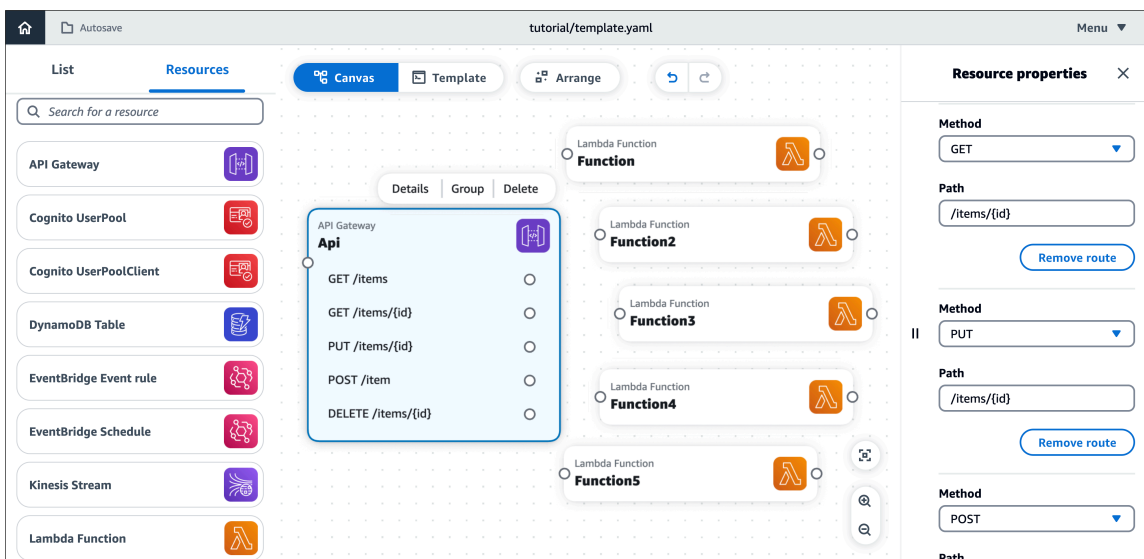 Autosave
tutorial/template.yaml
Menu
List
Resources
Search for a resource
API Gateway
Cognito UserPool
Cognito UserPoolClient
DynamoDB Table
EventBridge Event rule
EventBridge Schedule
Kinesis Stream
Lambda Function
Canvas
Template
Arrange
Details
Group
Delete
API Gateway
Api
GET /items
GET /items/{id}
PUT /items/{id}
POST /item
DELETE /items/{id}
Lambda Function
Function
Lambda Function
Function2
Lambda Function
Function3
Lambda Function
Function4
Lambda Function
Function5
Resource properties
Method
GET
Path
/items/{id}
Remove route
Method
PUT
Path
/items/{id}
Remove route
Method
POST
Path